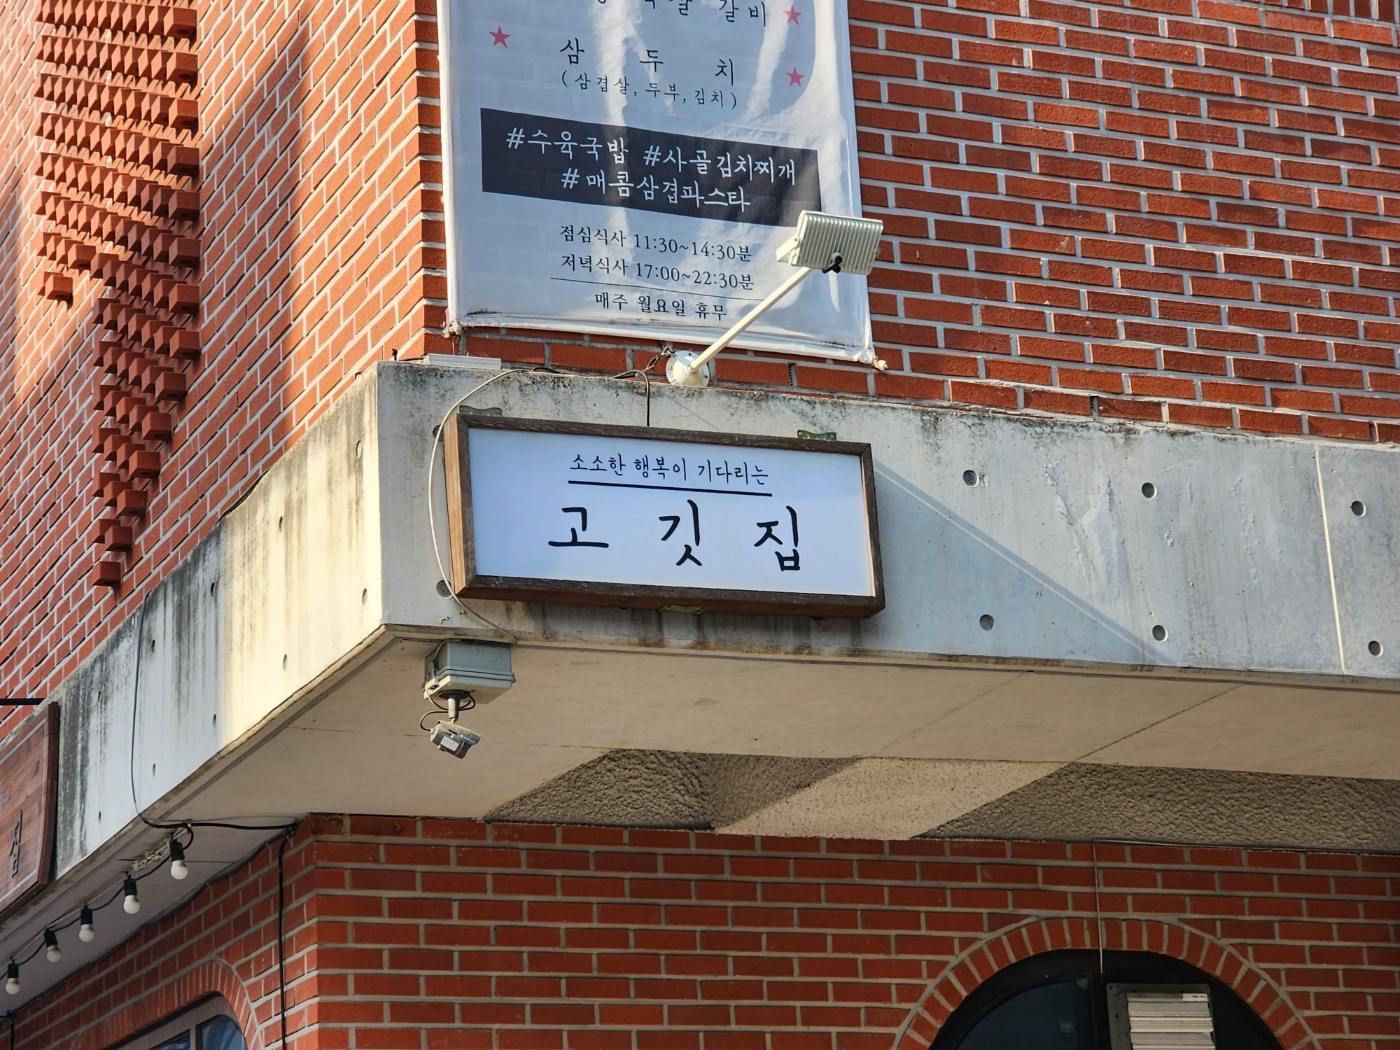 갈비
삼 두 치
(삼겹살, 두부, 김치)
#수육국밥 #사골김치찌개
#매콤삼겹파스타
점심식사 11:30~14:30분
저녁식사 17:00~22:30분
매주 월요일 휴무
소소한 행복이 기다리는
고깃집
집